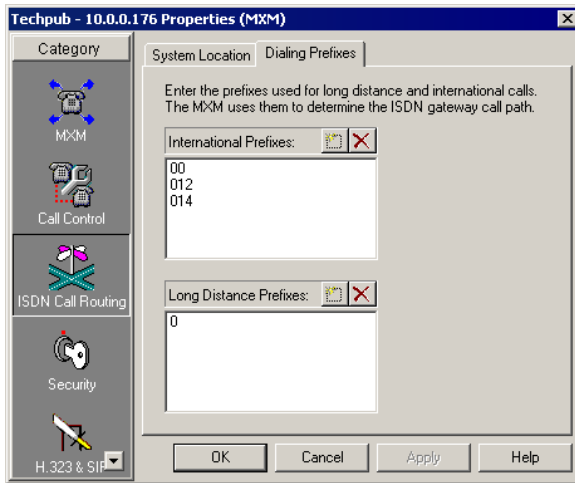 Techpub - 10.0.0.176 Properties (MXM)
Category
MXM
Call Control
ISDN Call Routing
Security
H.323 & SIP
System Location
Dialing Prefixes
Enter the prefixes used for long distance and international calls.
The MXM uses them to determine the ISDN gateway call path.
International Prefixes:
00
012
014
Long Distance Prefixes:
0
OK
Cancel
Apply
Help